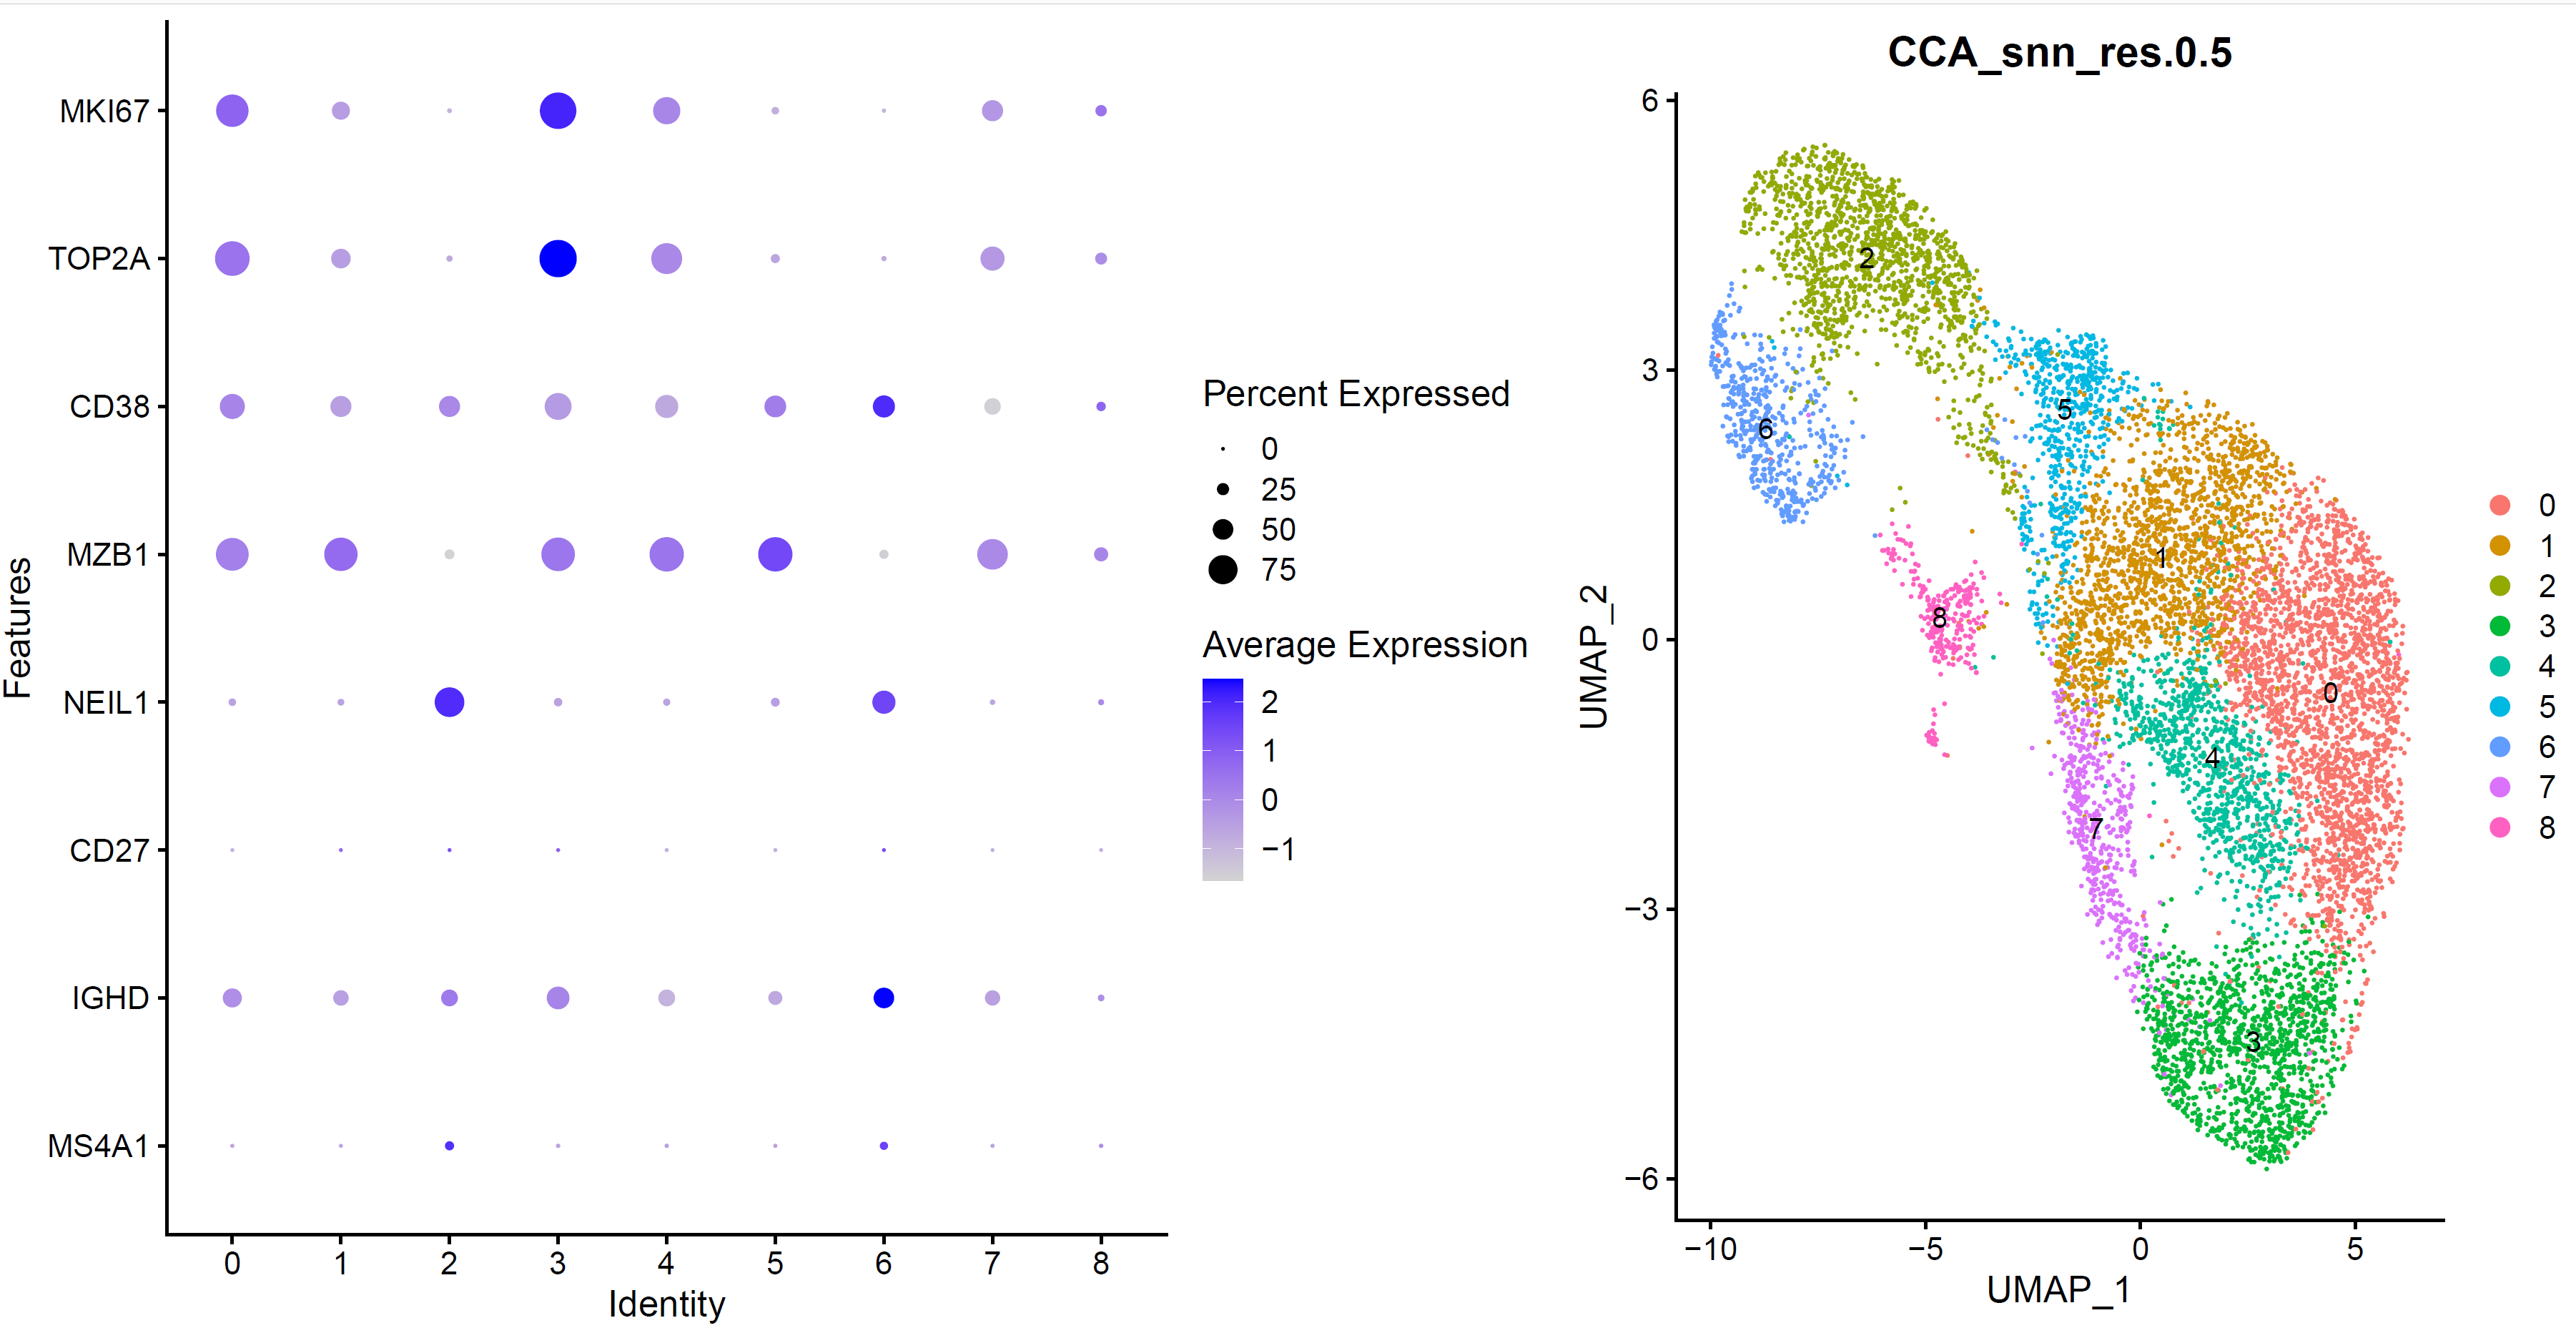 MKI67
TOP2A
CD38
MZB1
NEIL1
CD27
IGHD
MS4A1
Features
0 1 2 3 4 5 6 7 8
Identity
Percent Expressed
0
25
50
75
Average Expression
2
1
0
−1
CCA_snn_res.0.5
6
3
0
−3
−6
UMAP_2
2
6
5
8
1
0
4
7
3
−10 −5 0 5
UMAP_1
0
1
2
3
4
5
6
7
8